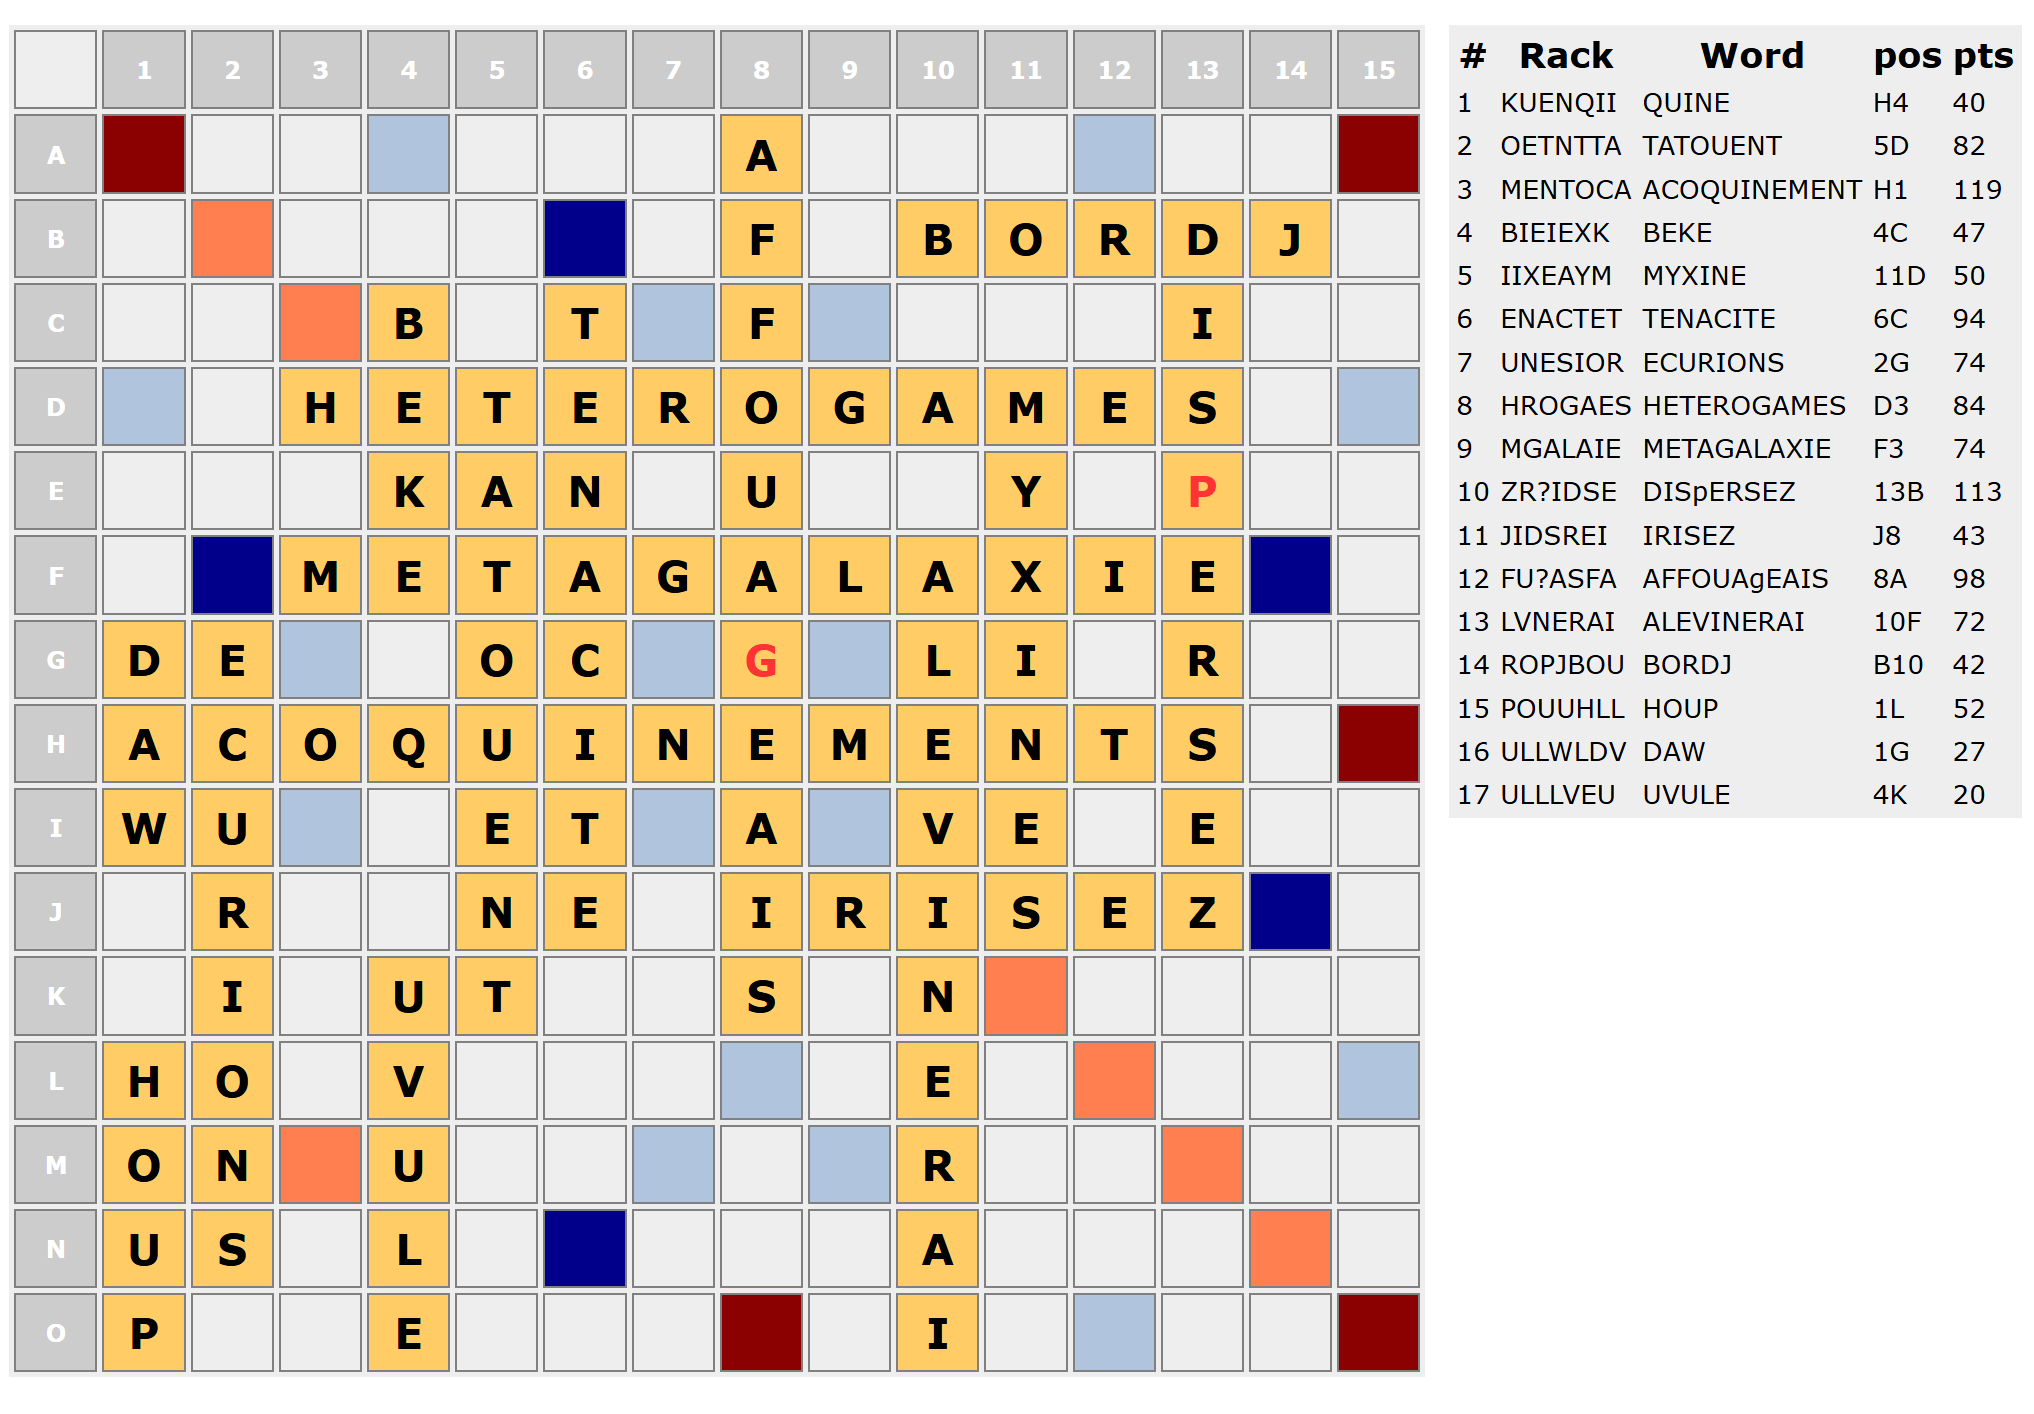 1 2 3 4 5 6 7 8 9 10 11 12 13 14 15
A A
B F B O R D J
C B T F I
D H E T E R O G A M E S
E K A N U Y P
F M E T A G A L A X I E
G D E O C G L I R
H A C O Q U I N E M E N T S
I W U E T A V E E
J R N E I R I S E Z
K I U T S N
L H O V E
M O N U R
N U S L A
O P E I
# Rack Word pos pts
1 KUENQII QUINE H4 40
2 OETNTTA TATOUENT 5D 82
3 MENTOCA ACOQUINEMENT H1 119
4 BIEIEXK BEKE 4C 47
5 IIXEAYM MYXINE 11D 50
6 ENACTET TENACITE 6C 94
7 UNESIOR ECURIONS 2G 74
8 HROGAES HETEROGAMES D3 84
9 MGALAIE METAGALAXIE F3 74
10 ZR?IDSE DISpERSEZ 13B 113
11 JIDSREI IRISEZ J8 43
12 FU?ASFA AFFOUAgEAIS 8A 98
13 LVNERAI ALEVINERAI 10F 72
14 ROPJBOU BORDJ B10 42
15 POUUHLL HOUP 1L 52
16 ULLWLDV DAW 1G 27
17 ULLLVEU UVULE 4K 20